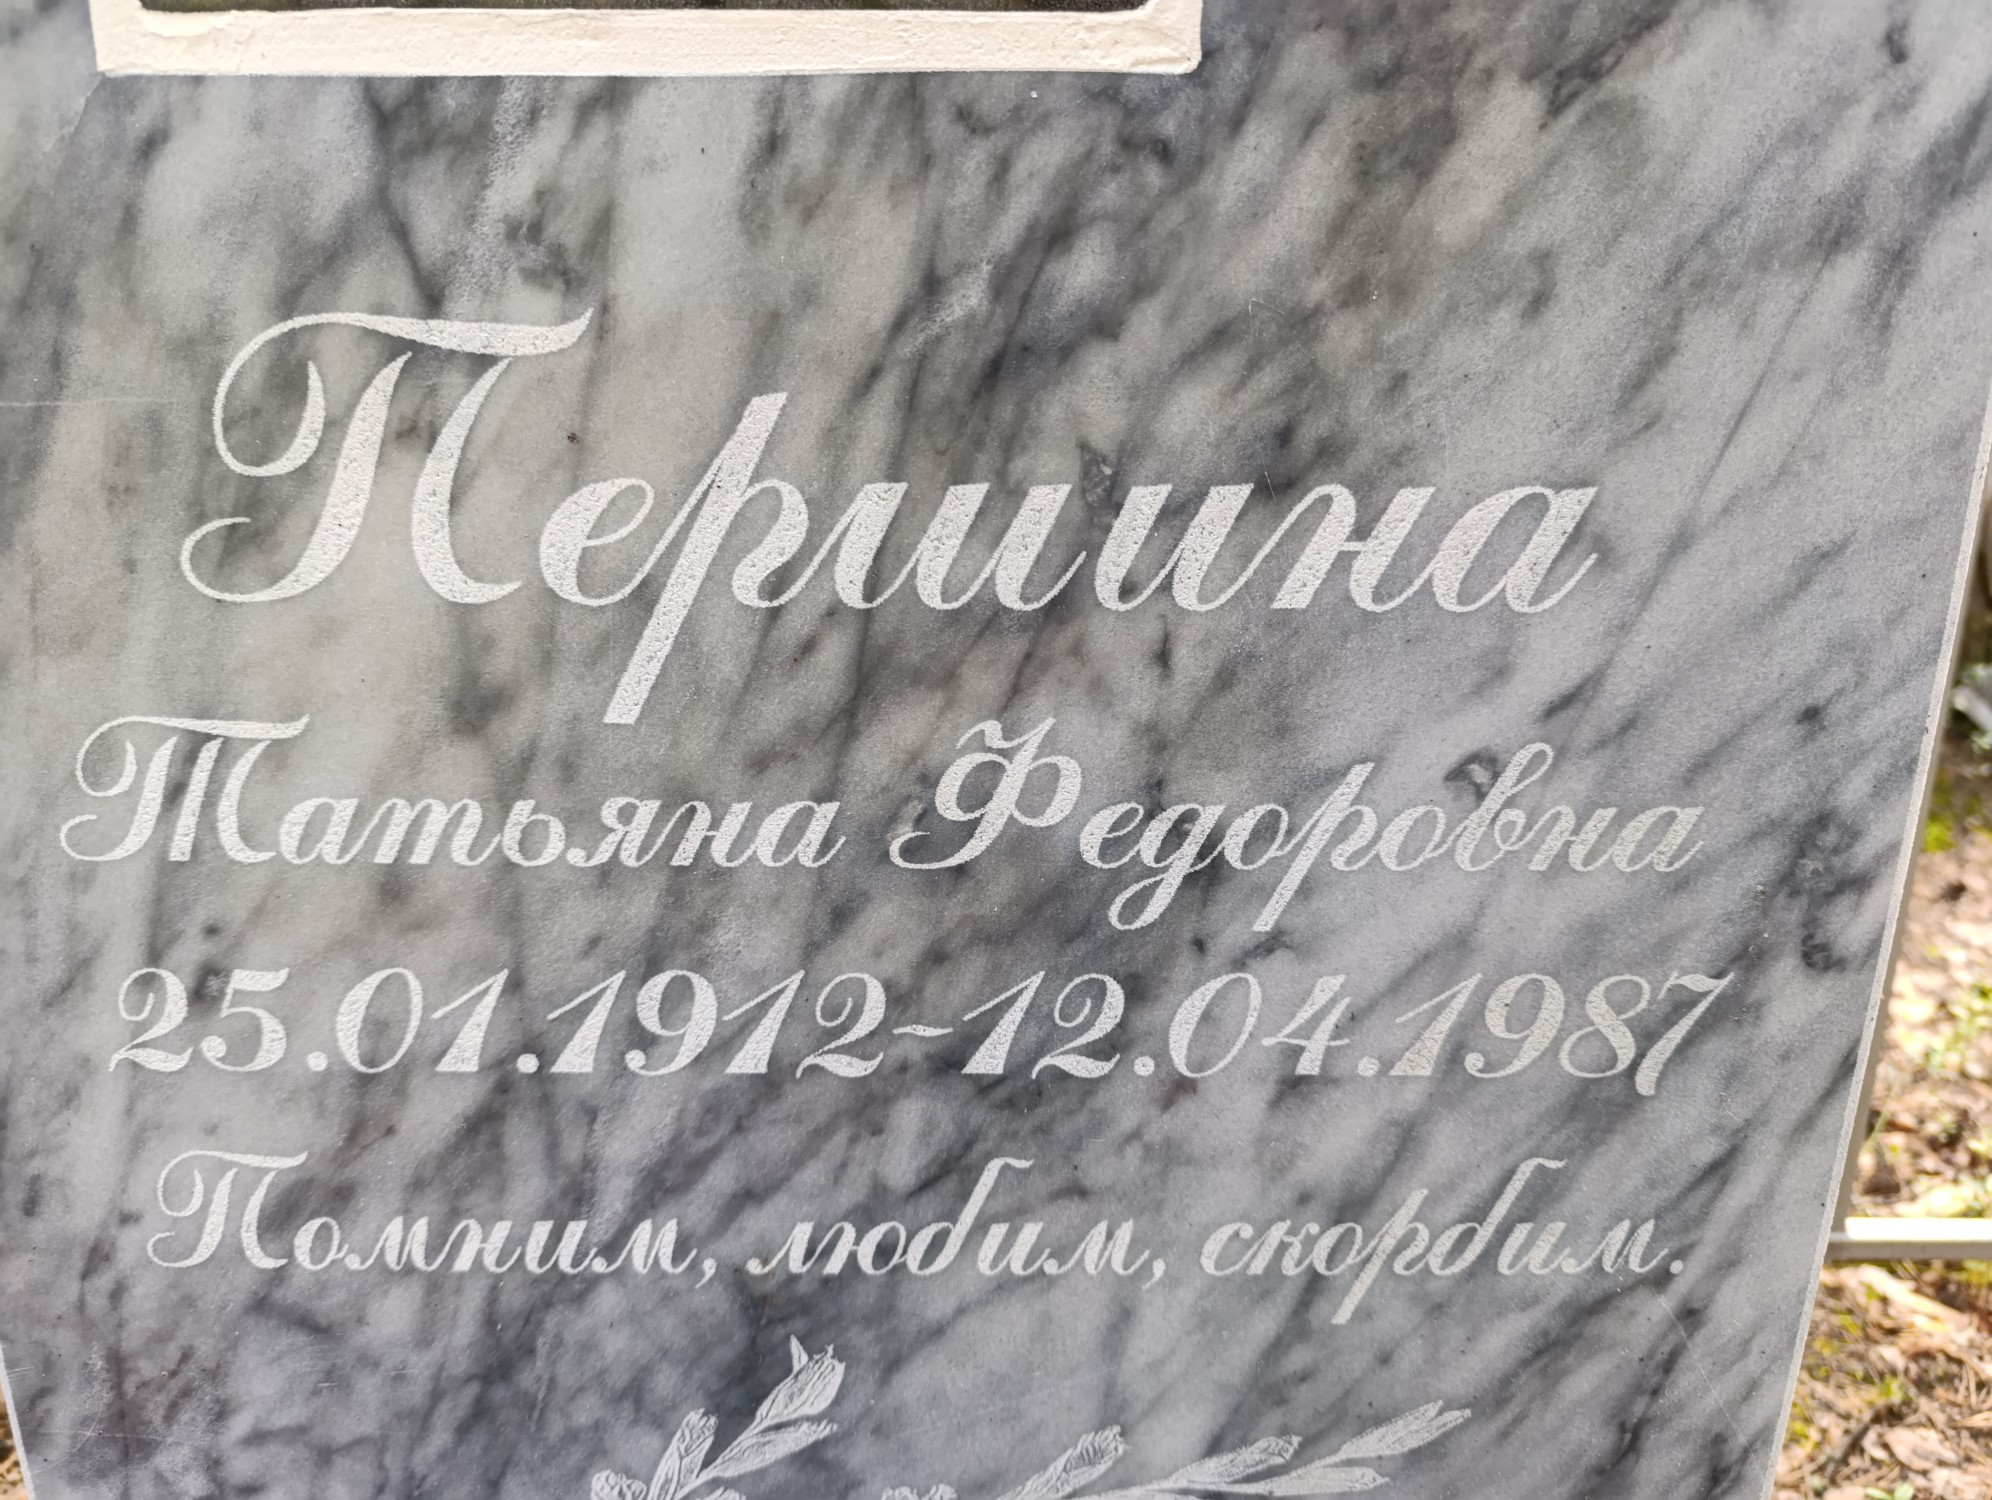 Першина
Татьяна Федоровна
25.01.1912-12.04.1987
Помним, любим, скорбим.